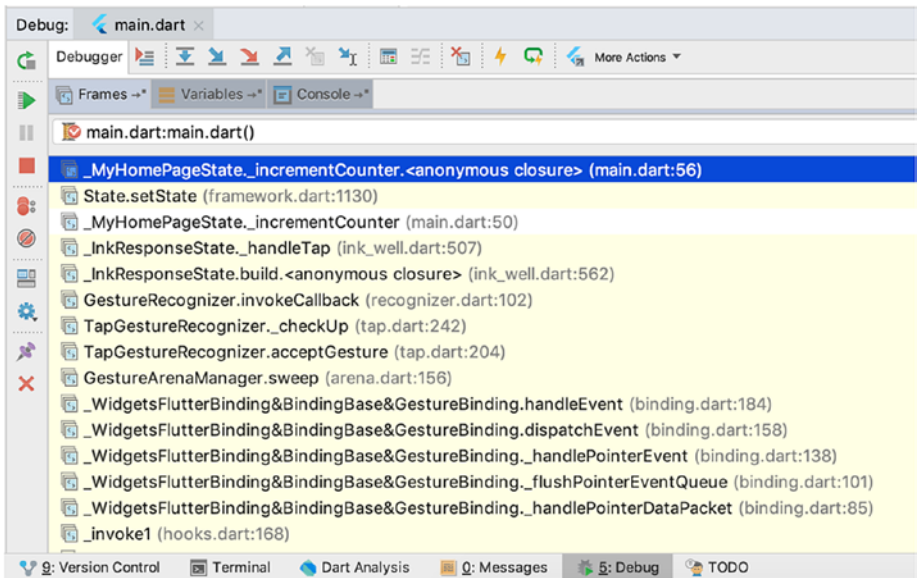 Debug: main.dart
Debugger More Actions
Frames →* Variables →* Console →*
main.dart:main.dart()
_MyHomePageState._incrementCounter.<anonymous closure> (main.dart:56)
State.setState (framework.dart:1130)
_MyHomePageState._incrementCounter (main.dart:50)
_InkResponseState._handleTap (ink_well.dart:507)
_InkResponseState.build.<anonymous closure> (ink_well.dart:562)
GestureRecognizer.invokeCallback (recognizer.dart:102)
TapGestureRecognizer._checkUp (tap.dart:242)
TapGestureRecognizer.acceptGesture (tap.dart:204)
GestureArenaManager.sweep (arena.dart:156)
_WidgetsFlutterBinding&BindingBase&GestureBinding.handleEvent (binding.dart:184)
_WidgetsFlutterBinding&BindingBase&GestureBinding.dispatchEvent (binding.dart:158)
_WidgetsFlutterBinding&BindingBase&GestureBinding._handlePointerEvent (binding.dart:138)
_WidgetsFlutterBinding&BindingBase&GestureBinding._flushPointerEventQueue (binding.dart:101)
_WidgetsFlutterBinding&BindingBase&GestureBinding._handlePointerDataPacket (binding.dart:85)
_invoke1 (hooks.dart:168)
9: Version Control Terminal Dart Analysis 0: Messages 5: Debug TODO